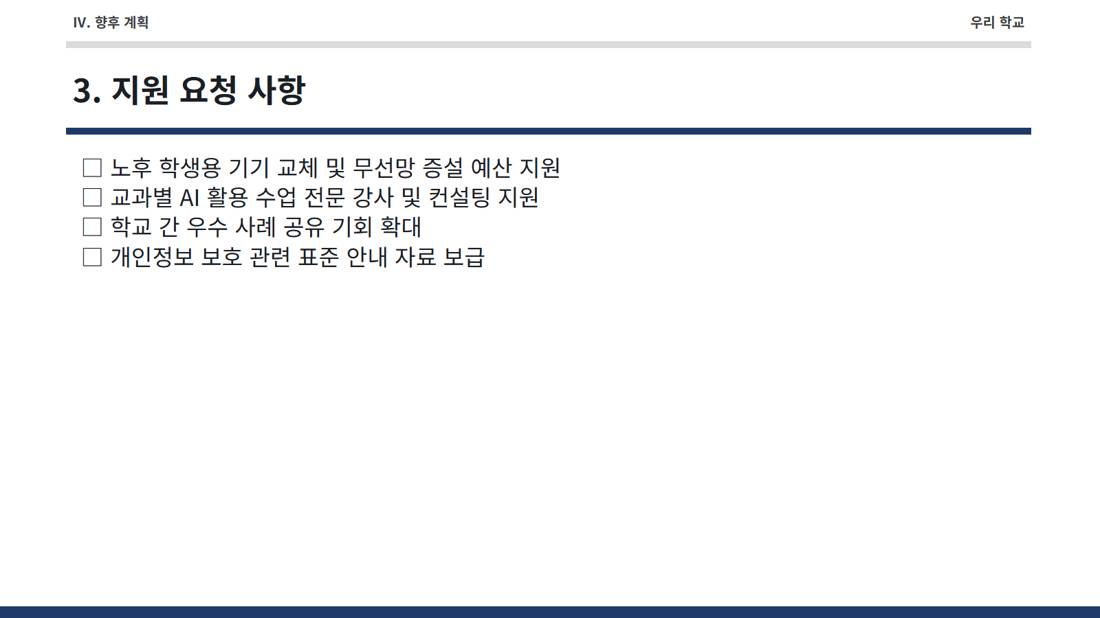 Ⅳ. 향후 계획
우리 학교
3. 지원 요청 사항
□ 노후 학생용 기기 교체 및 무선망 증설 예산 지원
□ 교과별 AI 활용 수업 전문 강사 및 컨설팅 지원
□ 학교 간 우수 사례 공유 기회 확대
□ 개인정보 보호 관련 표준 안내 자료 보급